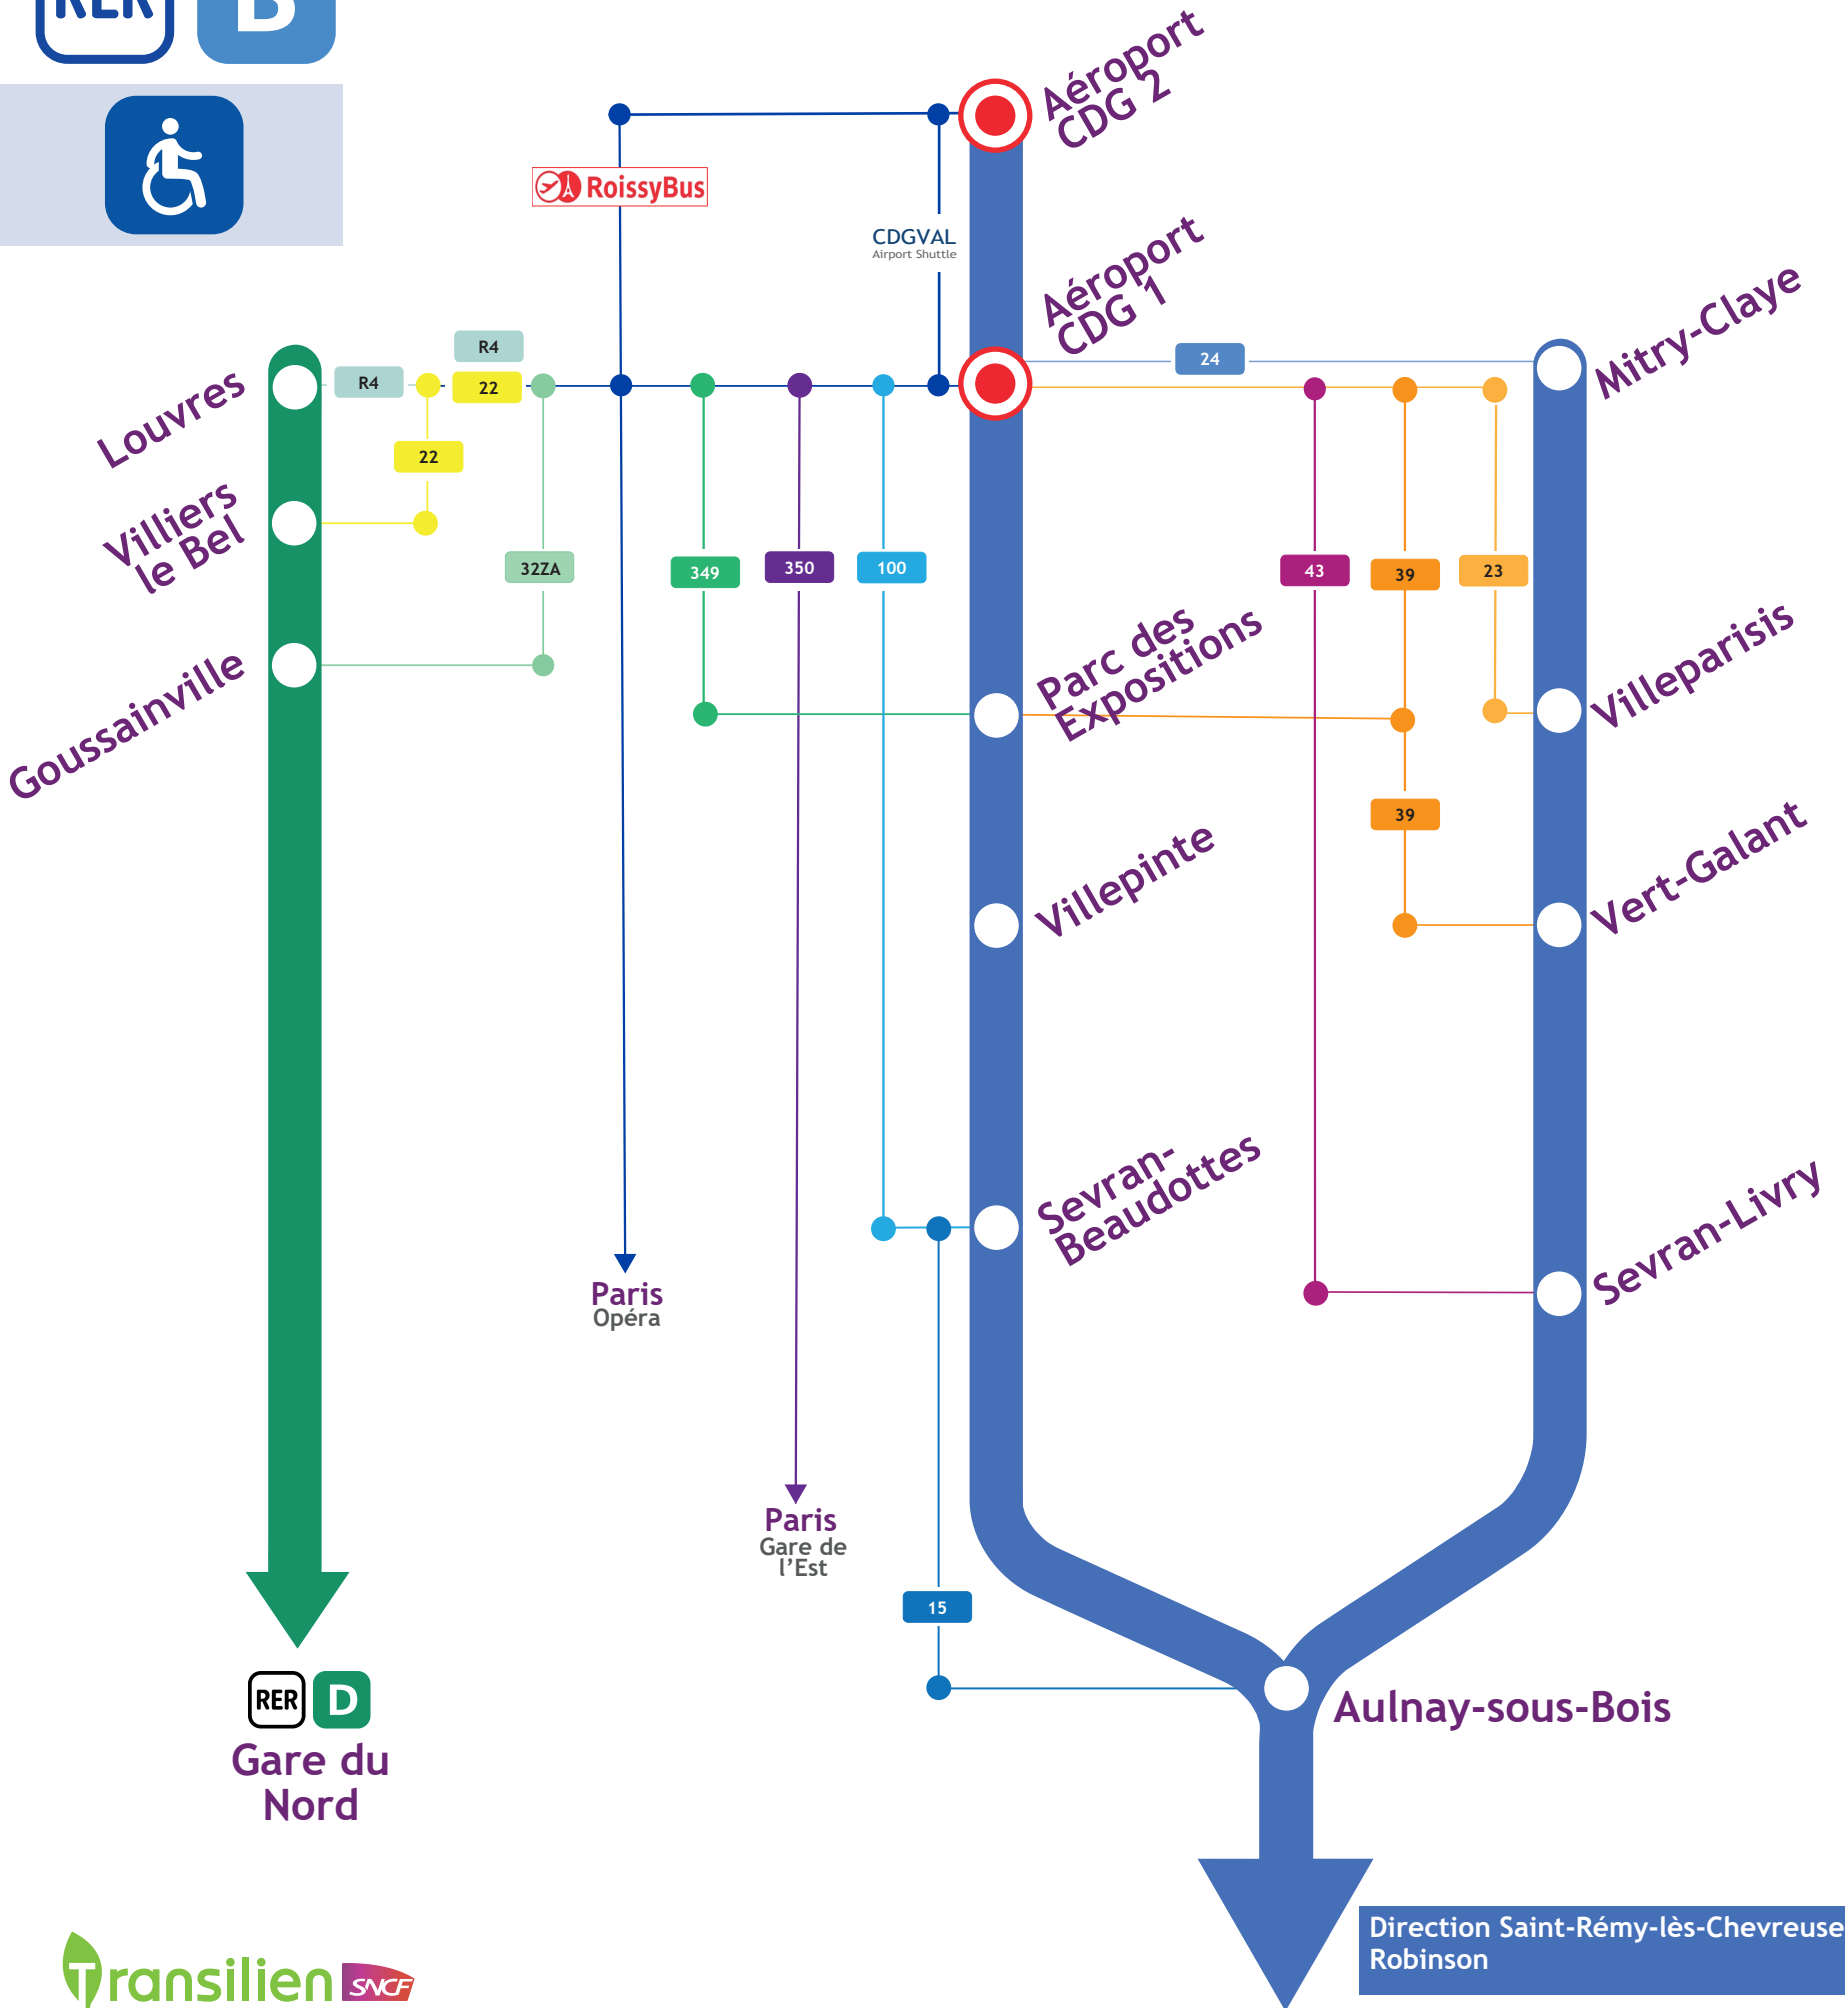 RER B
Aéroport
CDG 2
RoissyBus
CDGVAL
Airport Shuttle
Aéroport
CDG 1
Mitry-Claye
24
R4
R4
22
Louvres
22
Villiers
le Bel
32ZA
349
350
100
43
39
23
Parc des
Expositions
Villeparisis
Goussainville
39
Villepinte
Vert-Galant
Sevran-
Beaudottes
Sevran-Livry
Paris
Opéra
Paris
Gare de
l’Est
15
RER D
Aulnay-sous-Bois
Gare du
Nord
Direction Saint-Rémy-lès-Chevreuse
Robinson
Transilien SNCF